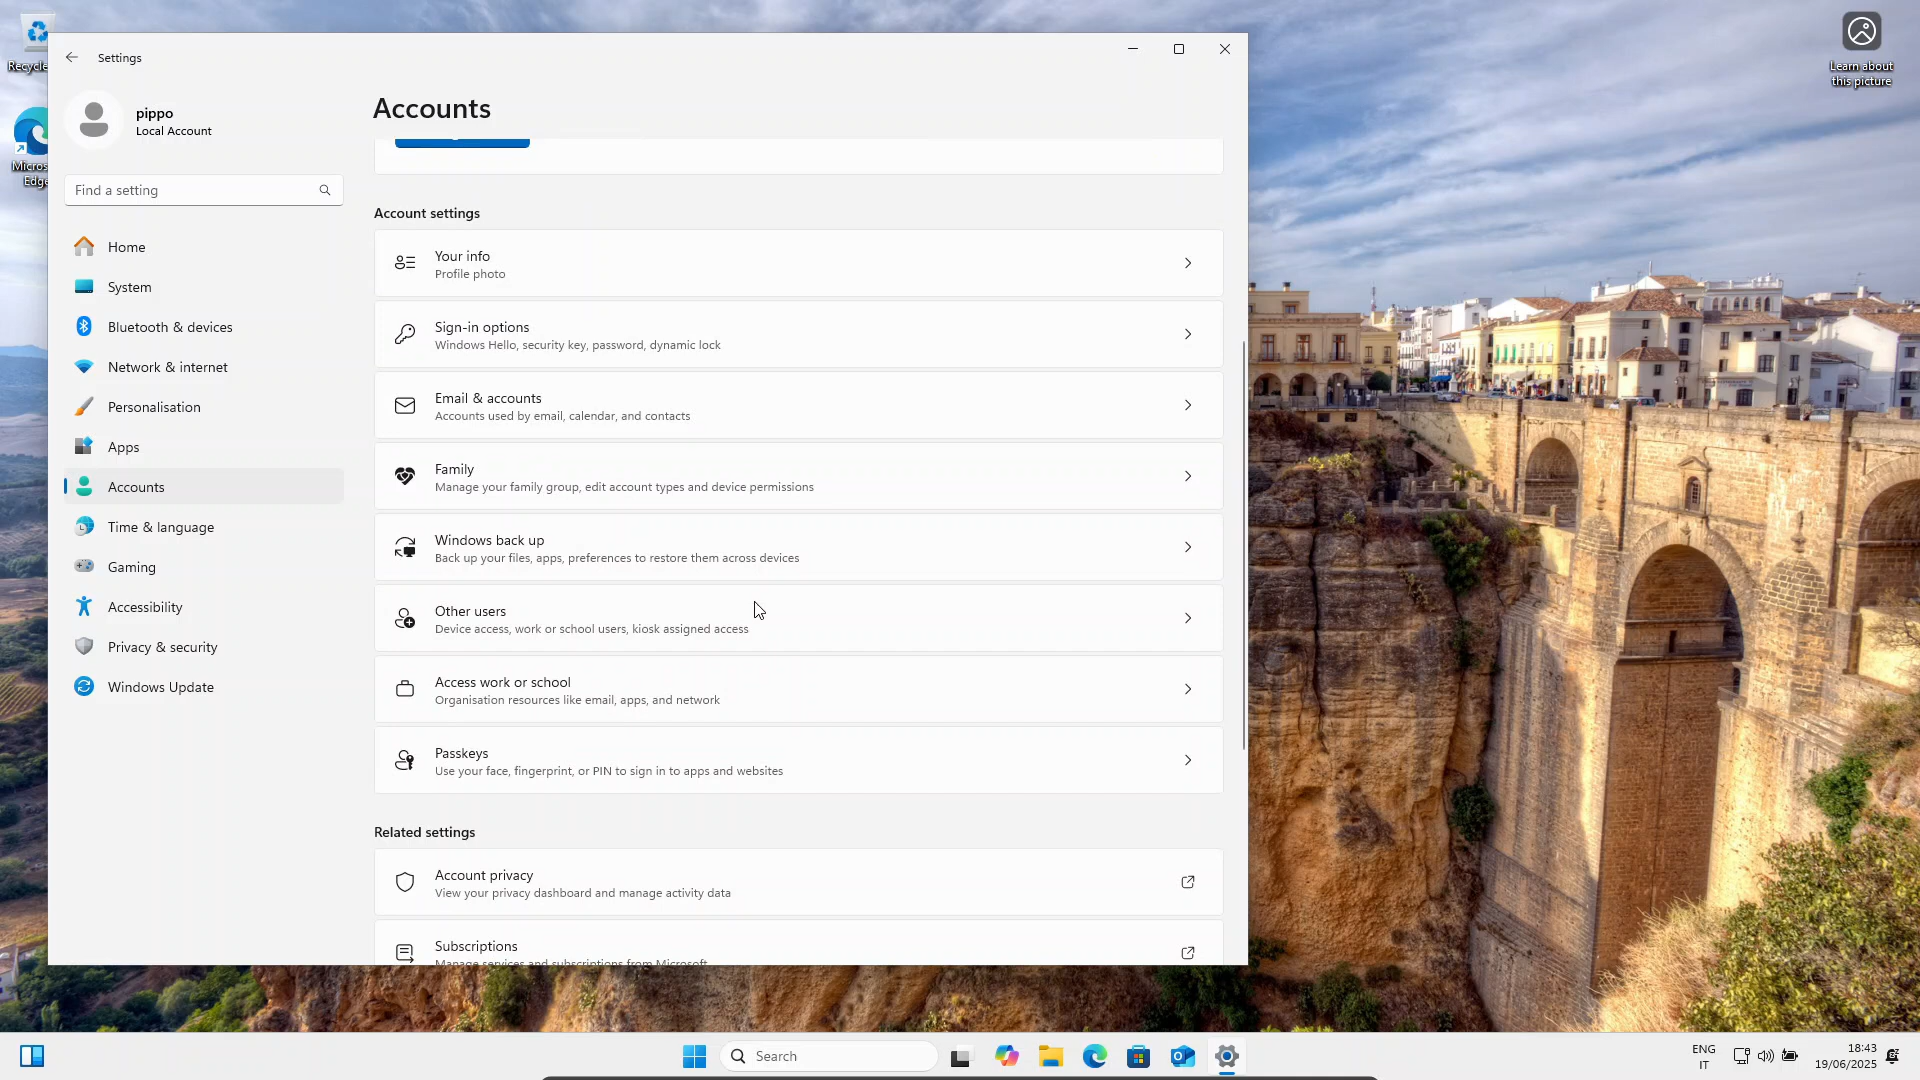 Recycle
Learn about
this picture
Micros
Edge
Settings
pippo
Local Account
Find a setting
Home
System
Bluetooth & devices
Network & internet
Personalisation
Apps
Accounts
Time & language
Gaming
Accessibility
Privacy & security
Windows Update
Accounts
Account settings
Your info
Profile photo
Sign-in options
Windows Hello, security key, password, dynamic lock
Email & accounts
Accounts used by email, calendar, and contacts
Family
Manage your family group, edit account types and device permissions
Windows back up
Back up your files, apps, preferences to restore them across devices
Other users
Device access, work or school users, kiosk assigned access
Access work or school
Organisation resources like email, apps, and network
Passkeys
Use your face, fingerprint, or PIN to sign in to apps and websites
Related settings
Account privacy
View your privacy dashboard and manage activity data
Subscriptions
Manage services and subscriptions from Microsoft
Search
ENG
IT
18:43
19/06/2025